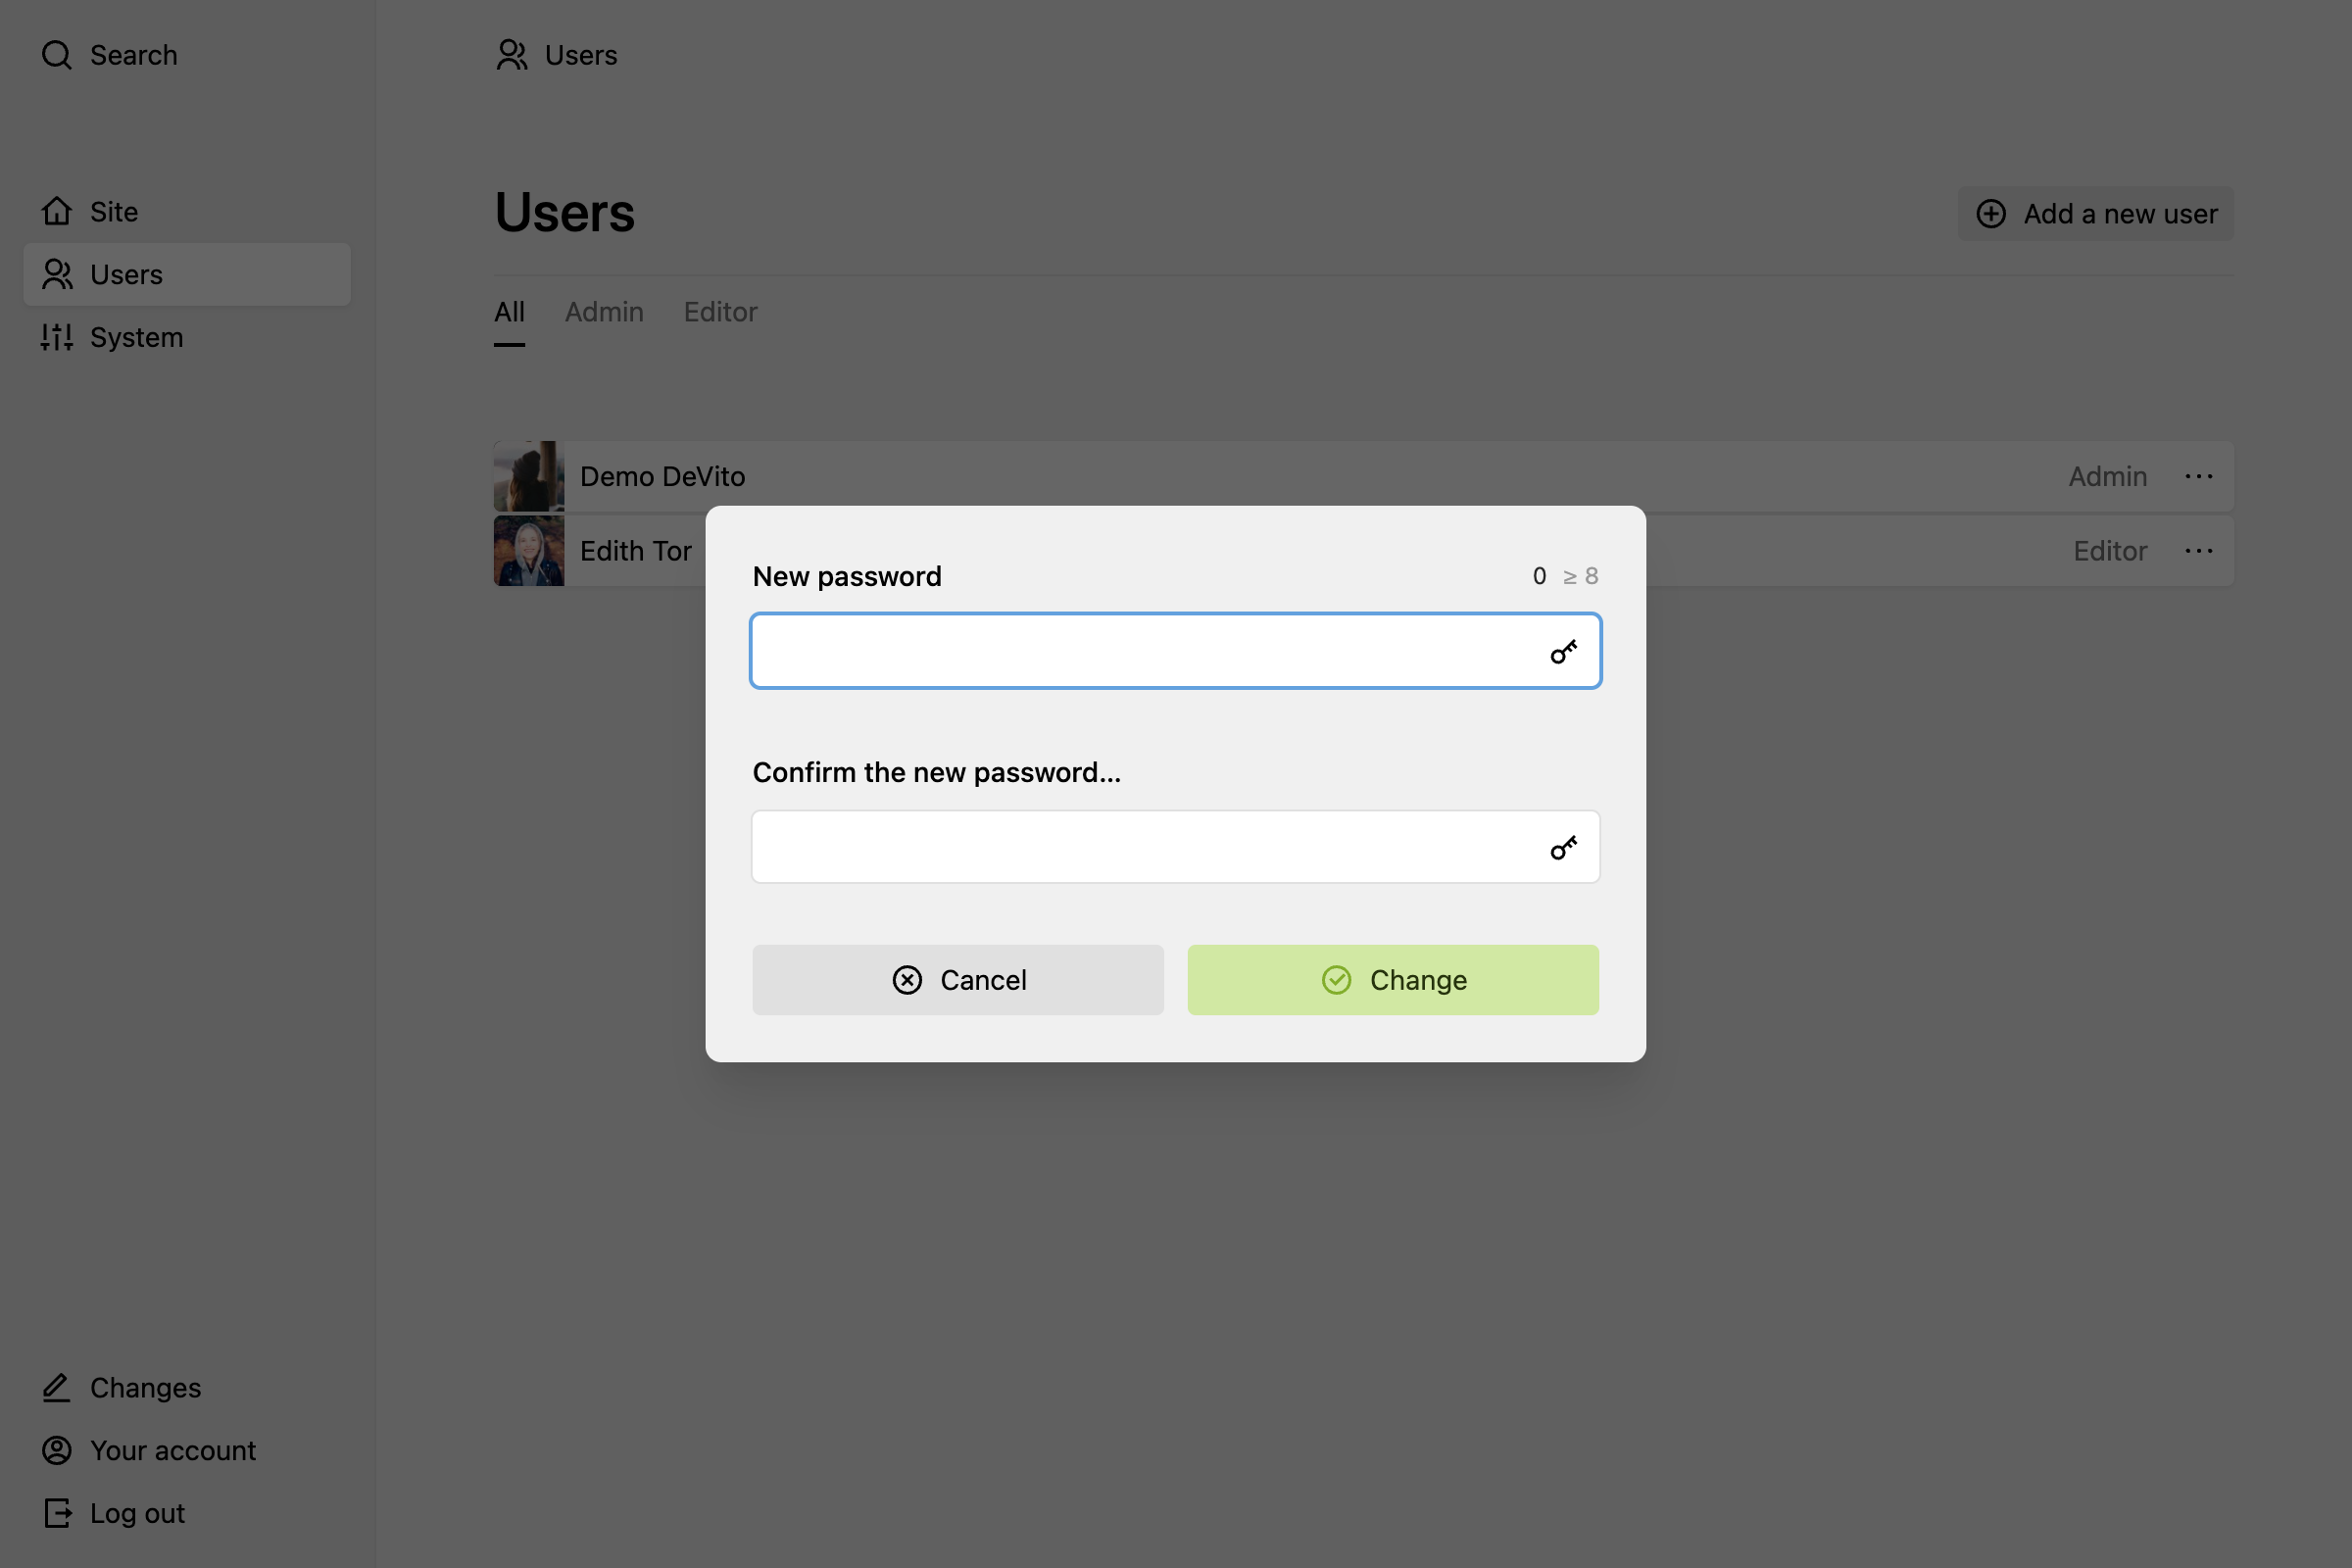 Search
Users
Site
Users
System
Users
Add a new user
All Admin Editor
Demo DeVito Admin
Edith Tor Editor
New password 0 ≥ 8
Confirm the new password...
Cancel Change
Changes
Your account
Log out